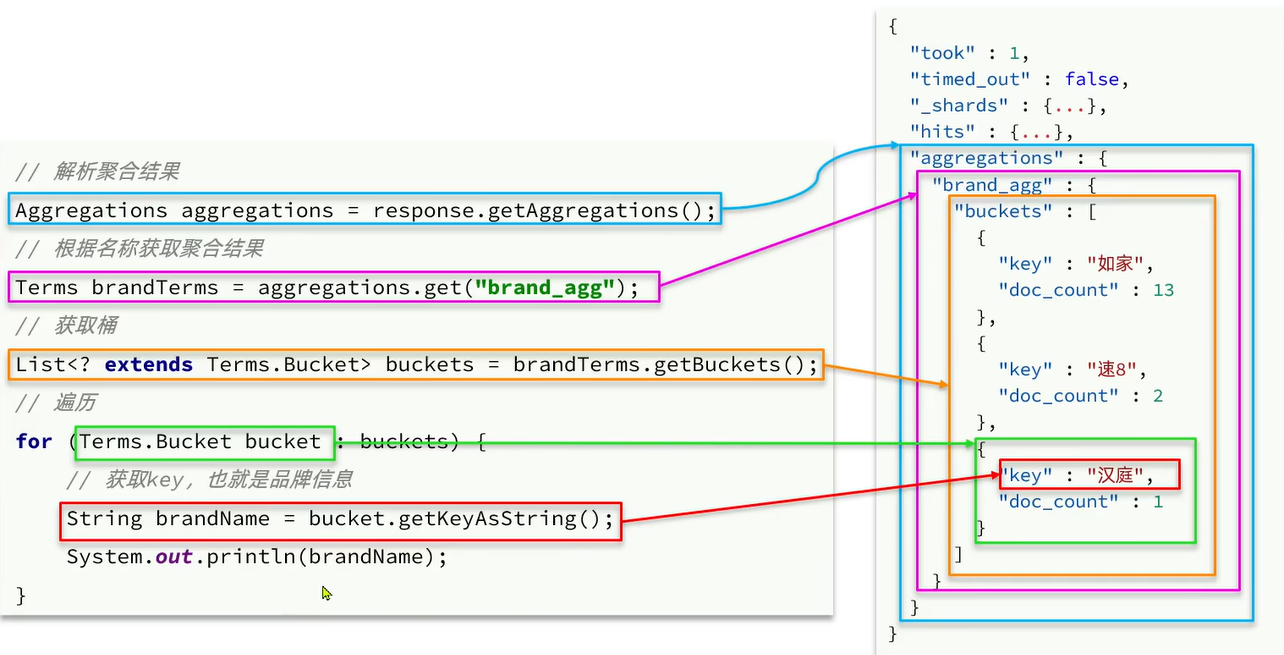 // 解析聚合结果
Aggregations aggregations = response.getAggregations();
// 根据名称获取聚合结果
Terms brandTerms = aggregations.get("brand_agg");
// 获取桶
List<? extends Terms.Bucket> buckets = brandTerms.getBuckets();
// 遍历
for (Terms.Bucket bucket : buckets) {
// 获取key，也就是品牌信息
String brandName = bucket.getKeyAsString();
System.out.println(brandName);
}
{
"took" : 1,
"timed_out" : false,
"_shards" : {...},
"hits" : {...},
"aggregations" : {
"brand_agg" : {
"buckets" : [
{
"key" : "如家",
"doc_count" : 13
},
{
"key" : "速8",
"doc_count" : 2
},
{
"key" : "汉庭",
"doc_count" : 1
}
]
}
}
}